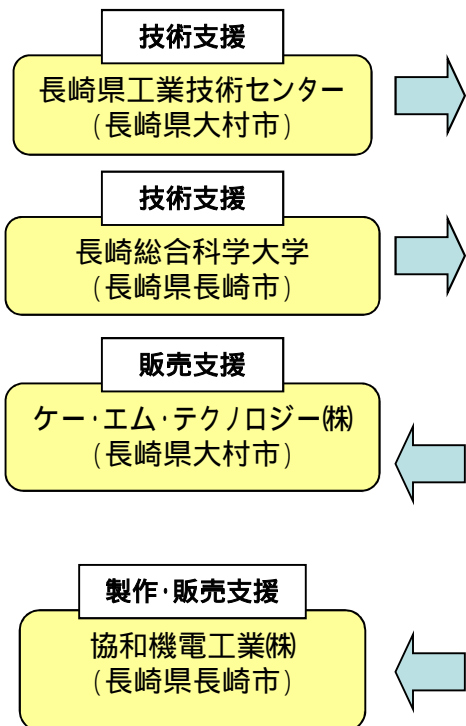 技術支援
長崎県工業技術センター
(長崎県大村市)
技術支援
長崎総合科学大学
(長崎県長崎市)
販売支援
ケー・エム・テクノロジー㈱
(長崎県大村市)
製作・販売支援
協和機電工業㈱
(長崎県長崎市)